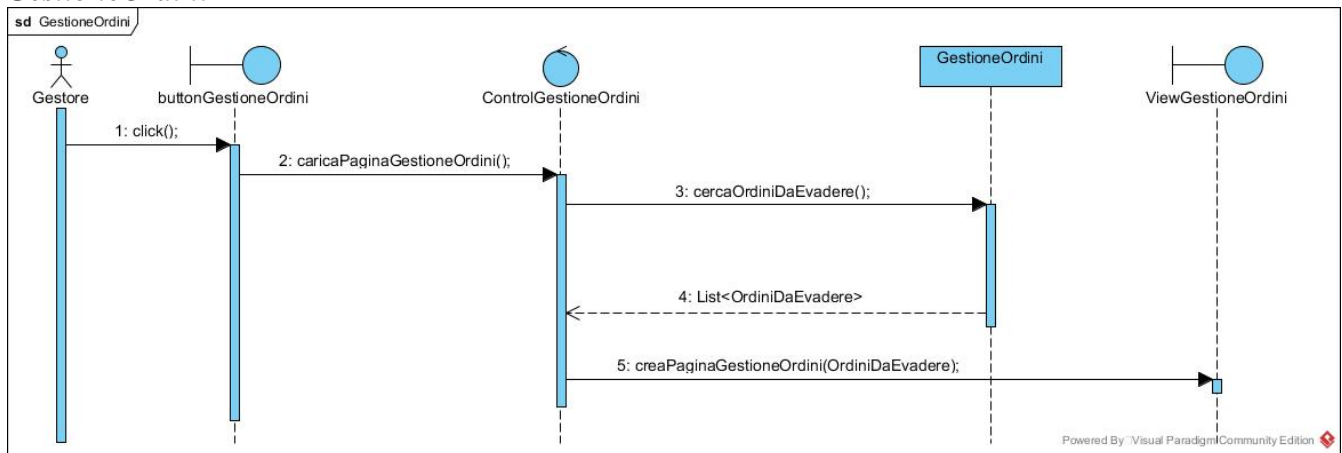 sd GestioneOrdini
Gestore
buttonGestioneOrdini
ControlGestioneOrdini
GestioneOrdini
ViewGestioneOrdini
1: click();
2: caricaPaginaGestioneOrdini();
3: cercaOrdiniDaEvadere();
4: List<OrdiniDaEvadere>
5: creaPaginaGestioneOrdini(OrdiniDaEvadere);
Powered By Visual Paradigm Community Edition